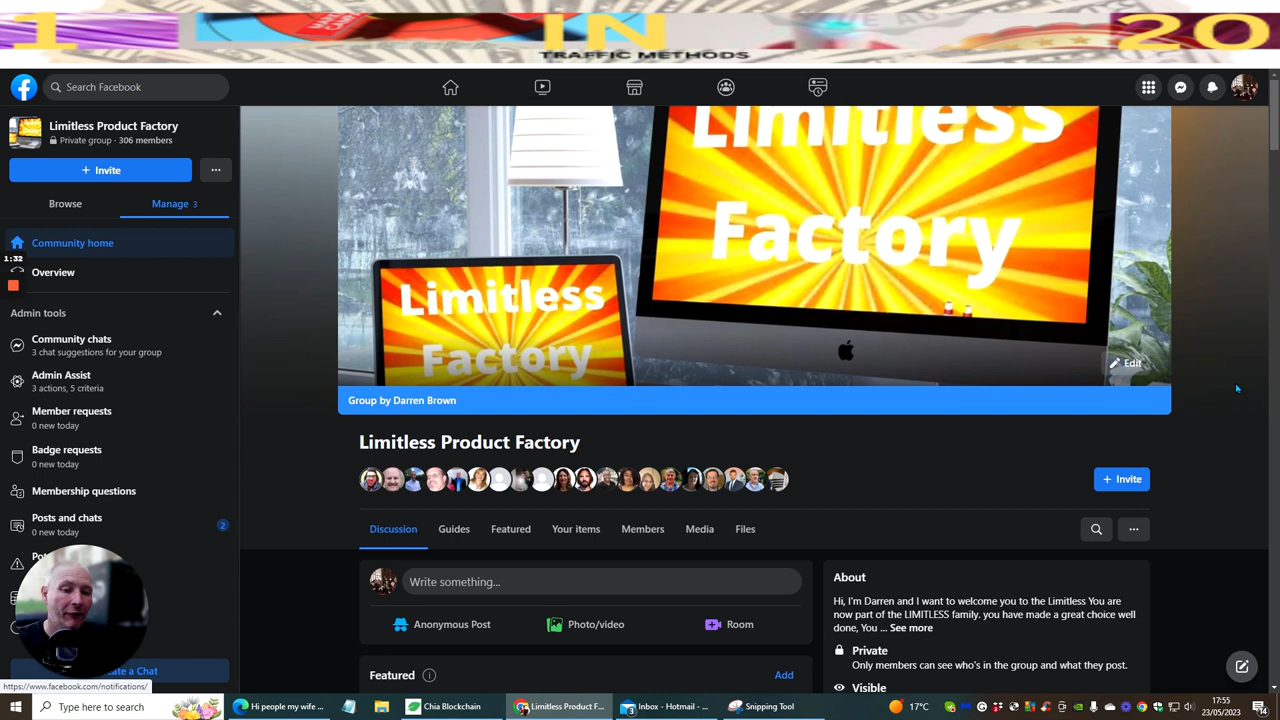 1 IN 20
TRAFFIC METHODS
Search Facebook
Limitless Product Factory
Private group · 306 members
+ Invite
Browse
Manage 3
Community home
1:32
Overview
Admin tools
Community chats
3 chat suggestions for your group
Admin Assist
3 actions, 5 criteria
Member requests
0 new today
Badge requests
0 new today
Membership questions
Posts and chats
0 new today
2
a Chat
https://www.facebook.com/notifications/
Limitless
Factory
Limitless
Factory
Edit
Group by Darren Brown
Limitless Product Factory
+ Invite
Discussion
Guides
Featured
Your items
Members
Media
Files
Write something...
Anonymous Post
Photo/video
Room
Featured
Add
About
Hi, I'm Darren and I want to welcome you to the Limitless You are
now part of the LIMITLESS family. you have made a great choice well
done, You ... See more
Private
Only members can see who's in the group and what they post.
Visible
Type here to search
Hi people my wife ...
Chia Blockchain
Limitless Product F...
Inbox - Hotmail - ...
Snipping Tool
17°C
17:55
23/05/2023